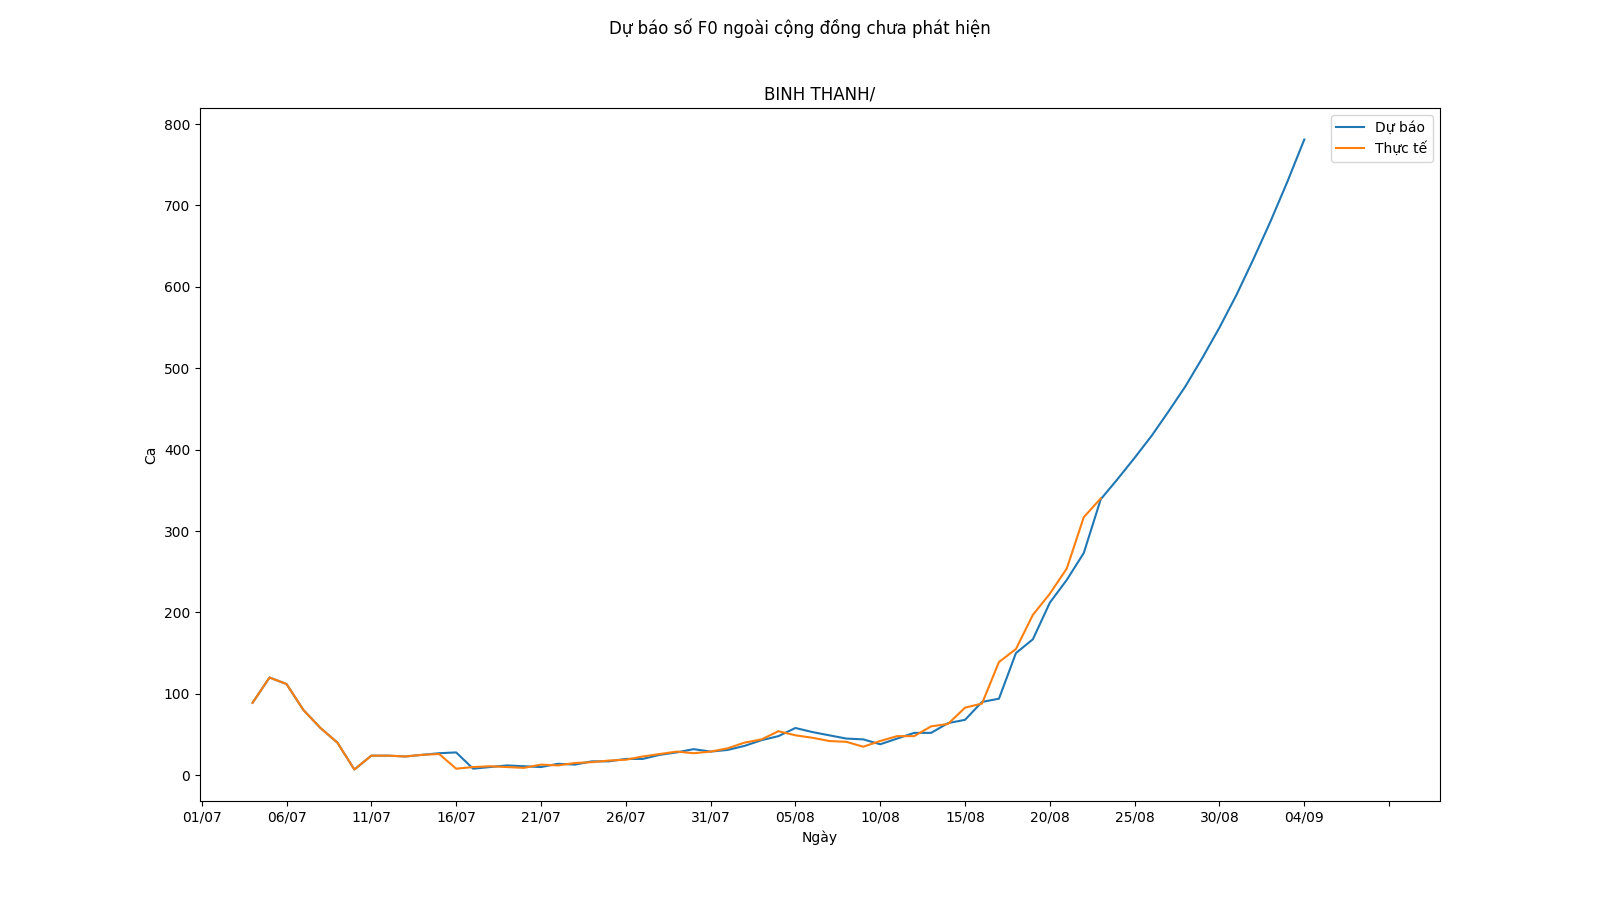 Dự báo số F0 ngoài cộng đồng chưa phát hiện
BINH THANH/
Dự báo
Thực tế
800
700
600
500
400
300
200
100
0
Ca
01/07 06/07 11/07 16/07 21/07 26/07 31/07 05/08 10/08 15/08 20/08 25/08 30/08 04/09
Ngày